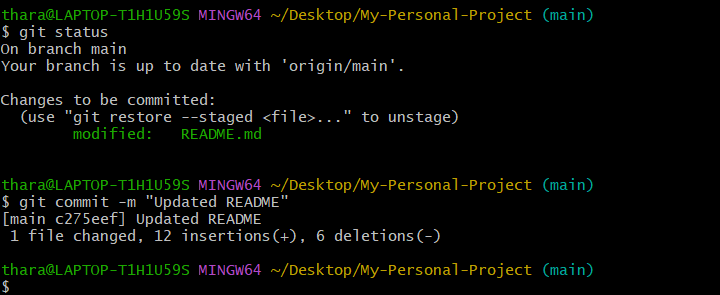 thara@LAPTOP-T1H1U59S MINGW64 ~/Desktop/My-Personal-Project (main)
$ git status
On branch main
Your branch is up to date with 'origin/main'.
Changes to be committed:
  (use "git restore --staged <file>..." to unstage)
        modified:   README.md
thara@LAPTOP-T1H1U59S MINGW64 ~/Desktop/My-Personal-Project (main)
$ git commit -m "Updated README"
[main c275eef] Updated README
 1 file changed, 12 insertions(+), 6 deletions(-)
thara@LAPTOP-T1H1U59S MINGW64 ~/Desktop/My-Personal-Project (main)
$